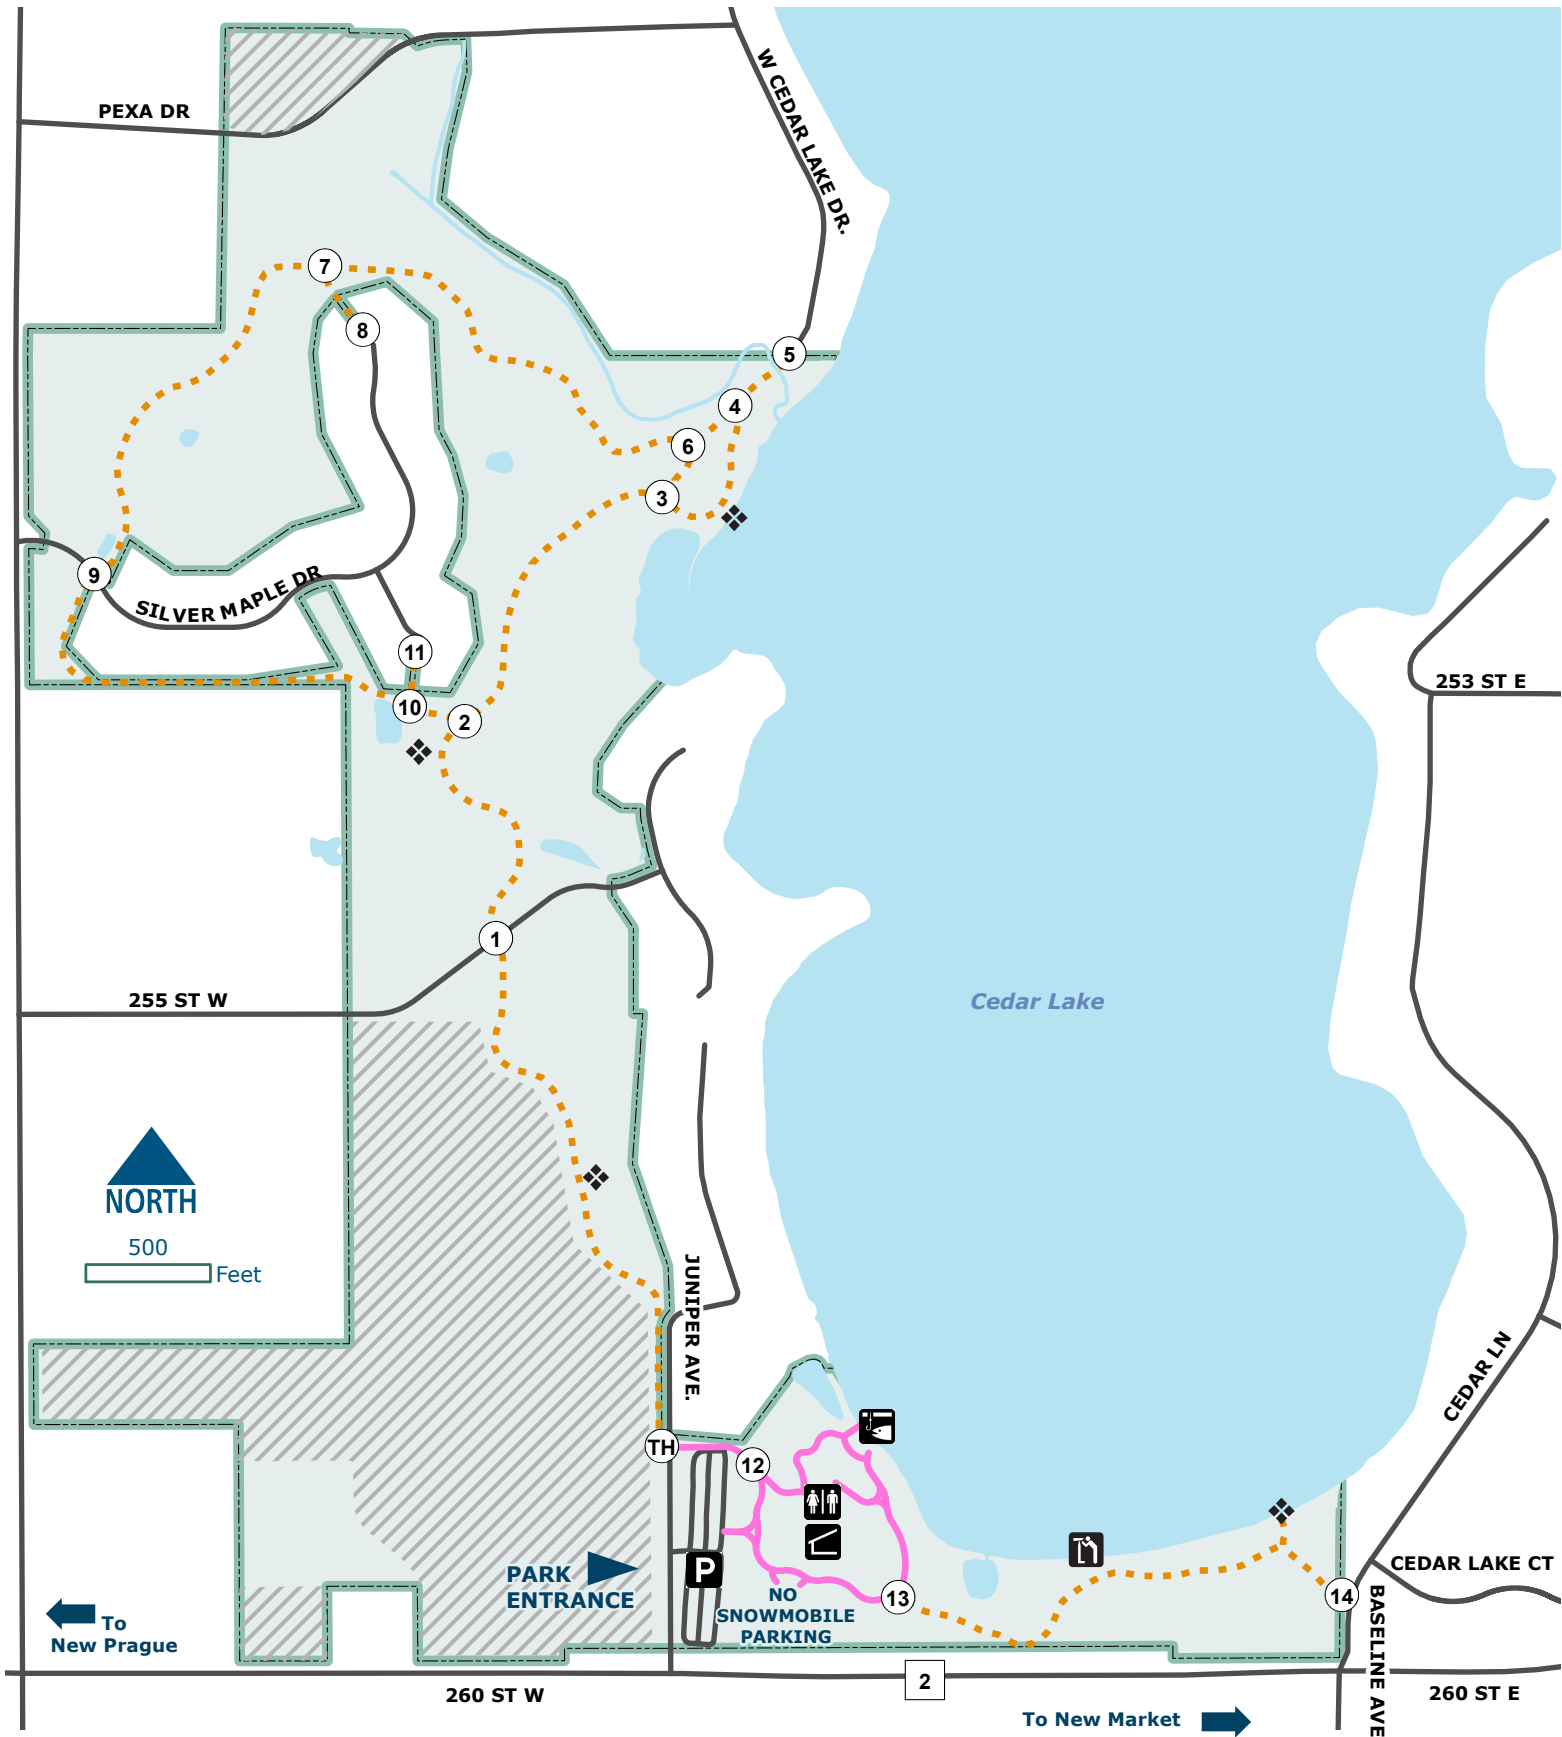 PEXA DR
W CEDAR LAKE DR.
7
8
5
4
6
3
9
SILVER MAPLE DR
11
10
2
253 ST E
1
255 ST W
Cedar Lake
NORTH
500
Feet
JUNIPER AVE.
CEDAR LN
TH
12
P
PARK
ENTRANCE
NO
SNOWMOBILE
PARKING
13
14
CEDAR LAKE CT
BASELINE AVE
To
New Prague
2
260 ST W
260 ST E
To New Market